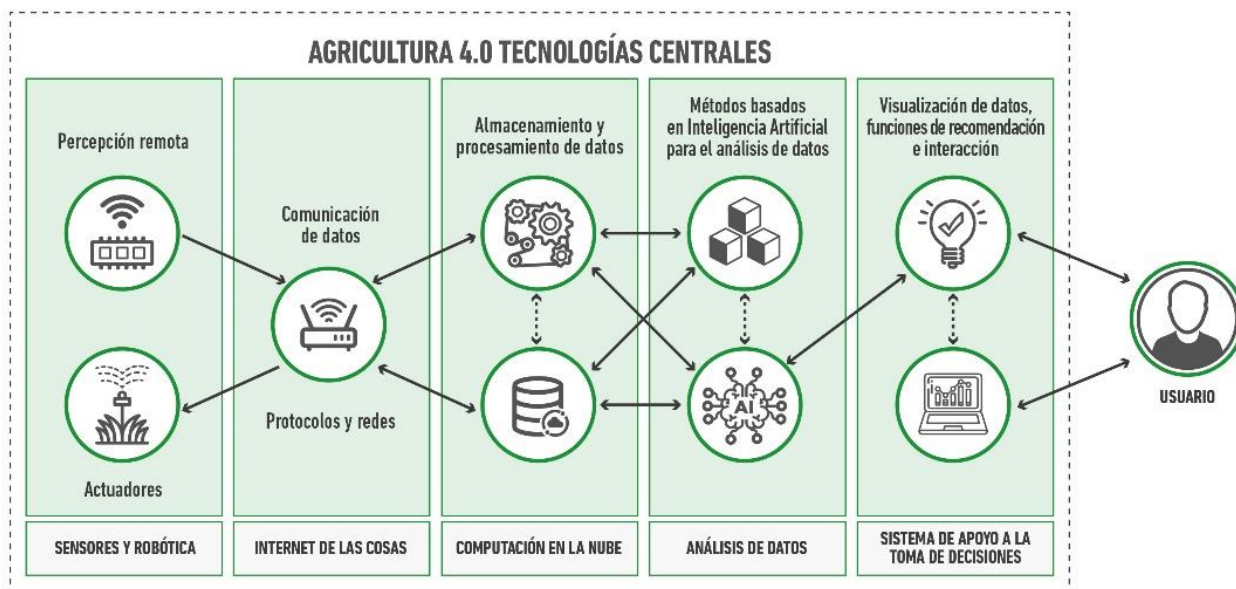 AGRICULTURA 4.0 TECNOLOGÍAS CENTRALES
Percepción remota
Actuadores
SENSORES Y ROBÓTICA
Comunicación
de datos
Protocolos y redes
INTERNET DE LAS COSAS
Almacenamiento y
procesamiento de datos
COMPUTACIÓN EN LA NUBE
Métodos basados
en Inteligencia Artificial
para el análisis de datos
AI
ANÁLISIS DE DATOS
Visualización de datos,
funciones de recomendación
e interacción
SISTEMA DE APOYO A LA
TOMA DE DECISIONES
USUARIO